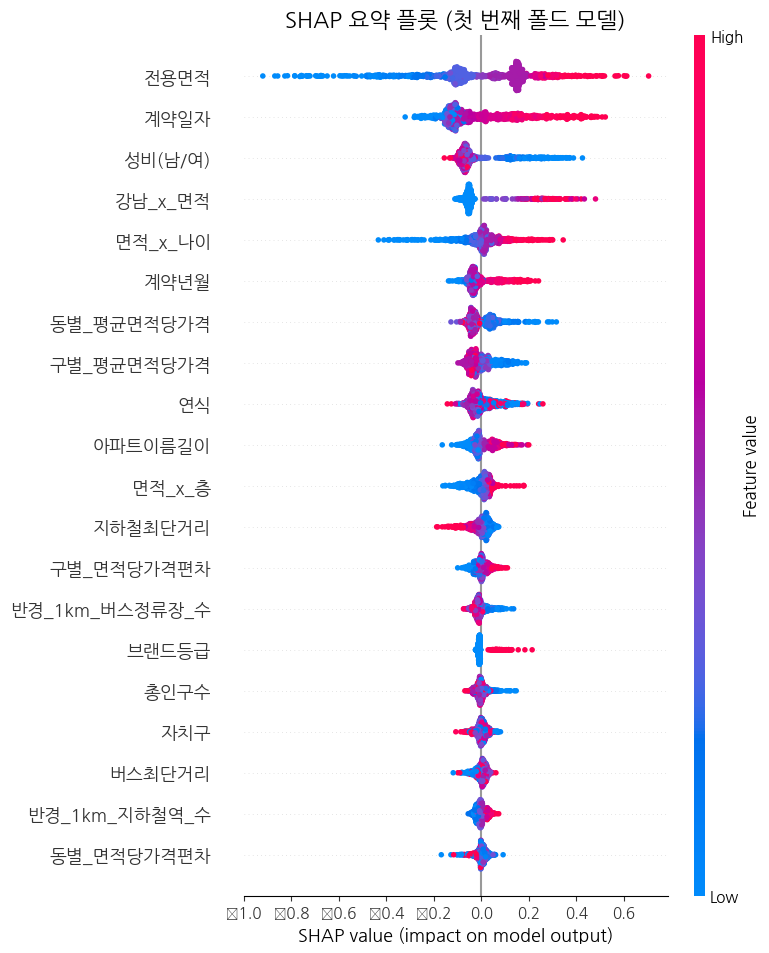 SHAP 요약 플롯 (첫 번째 폴드 모델)
High
전용면적
계약일자
성비(남/여)
강남_x_면적
면적_x_나이
계약년월
동별_평균면적당가격
구별_평균면적당가격
연식
아파트이름길이
면적_x_층
지하철최단거리
구별_면적당가격편차
반경_1km_버스정류장_수
브랜드등급
총인구수
자치구
버스최단거리
반경_1km_지하철역_수
동별_면적당가격편차
Feature value
Low
1.0 0.8 0.6 0.4 0.2 0.0 0.2 0.4 0.6
SHAP value (impact on model output)